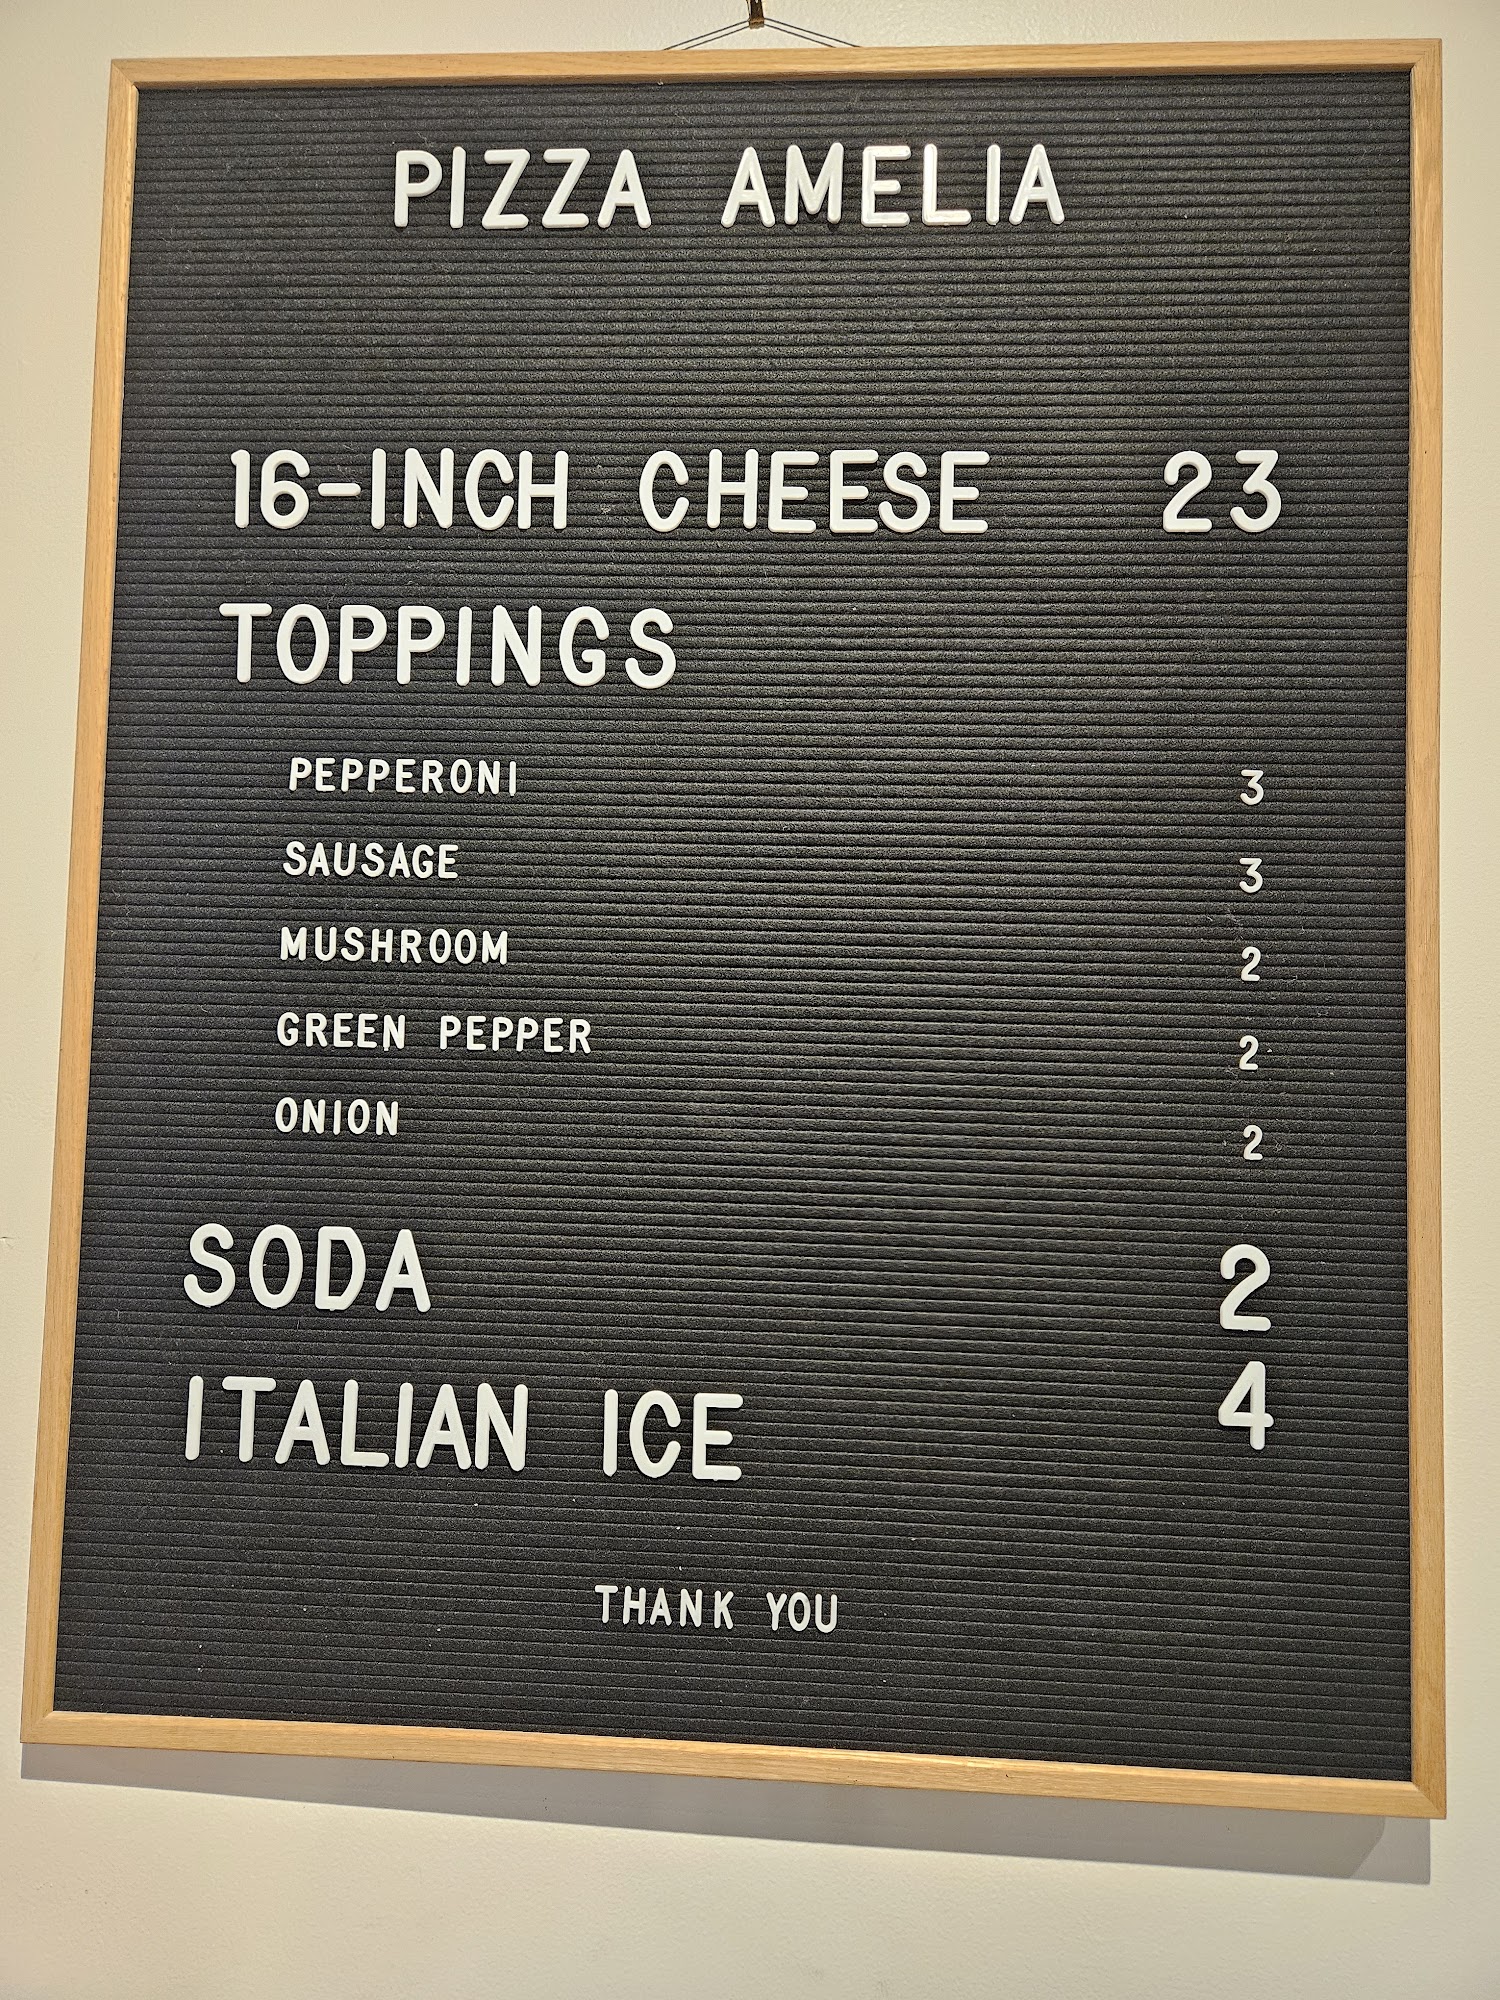 PIZZA AMELIA
16-INCH CHEESE 23
TOPPINGS
PEPPERONI 3
SAUSAGE 3
MUSHROOM 2
GREEN PEPPER 2
ONION 2
SODA 2
ITALIAN ICE 4
THANK YOU